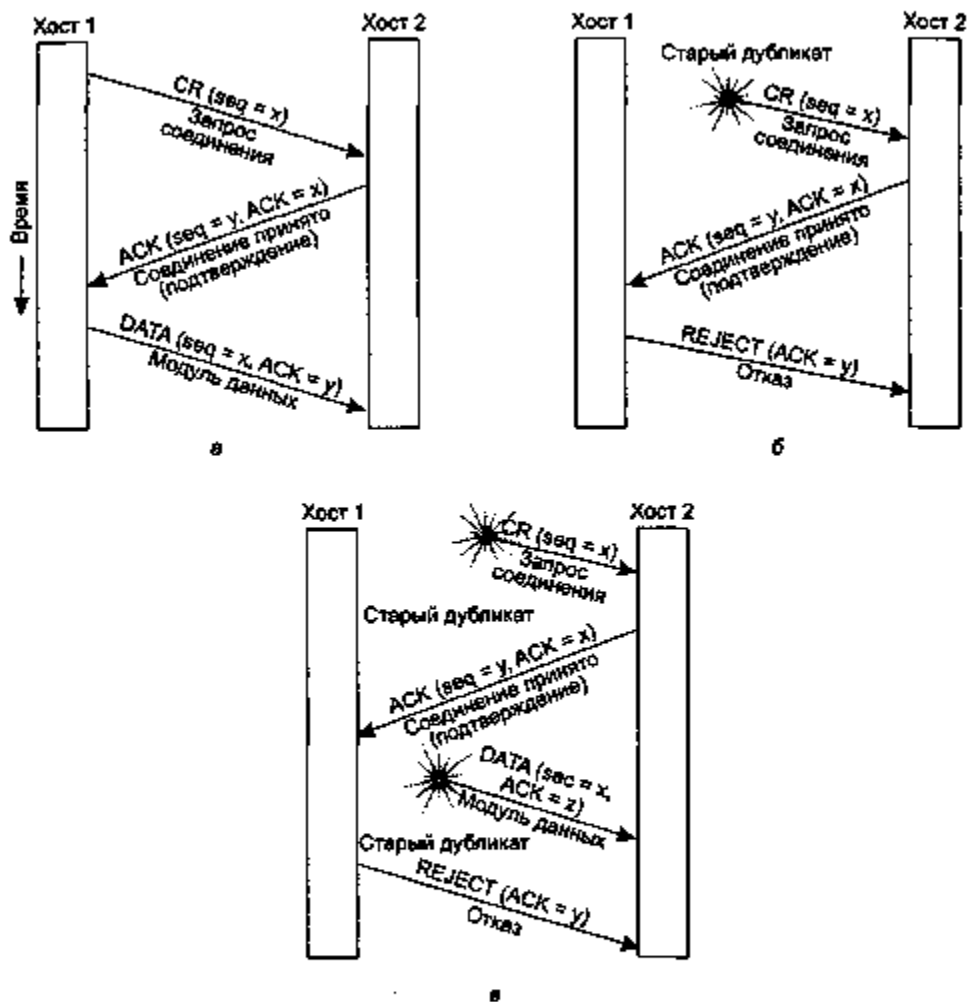 Хост 1
Хост 2
CR (seq = x)
Запрос
соединения
ACK (seq = y, ACK = x)
Соединение принято
(подтверждение)
DATA (seq = x, ACK = y)
Модуль данных
Время
а
Хост 1
Хост 2
Старый дубликат
CR (seq = x)
Запрос
соединения
ACK (seq = y, ACK = x)
Соединение принято
(подтверждение)
REJECT (ACK = y)
Отказ
б
Хост 1
Хост 2
CR (seq = x)
Запрос
соединения
Старый дубликат
ACK (seq = y, ACK = x)
Соединение принято
(подтверждение)
DATA (sec = x,
ACK = z)
Модуль данных
Старый дубликат
REJECT (ACK = y)
Отказ
в